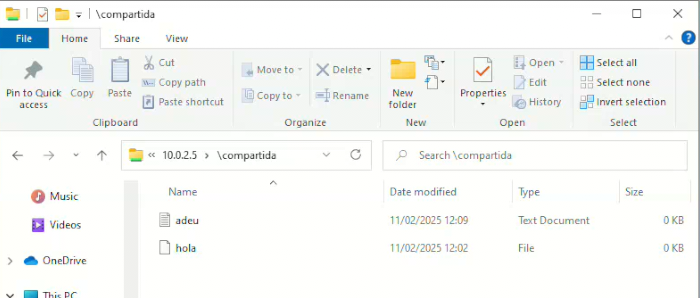 \compartida
File Home Share View
Pin to Quick access
Copy
Paste
Cut
Copy path
Paste shortcut
Clipboard
Move to
Copy to
Delete
Rename
Organize
New folder
New
Properties
Open
Edit
History
Open
Select all
Select none
Invert selection
Select
« 10.0.2.5 > \compartida
Search \compartida
Music
Videos
OneDrive
This PC
Name Date modified Type Size
adeu 11/02/2025 12:09 Text Document 0 KB
hola 11/02/2025 12:02 File 0 KB